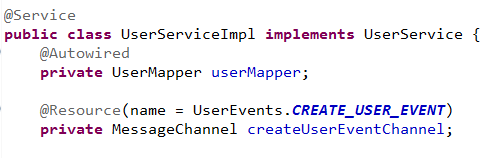 @Service
public class UserServiceImpl implements UserService {
    @Autowired
    private UserMapper userMapper;

    @Resource(name = UserEvents.CREATE_USER_EVENT)
    private MessageChannel createUserEventChannel;